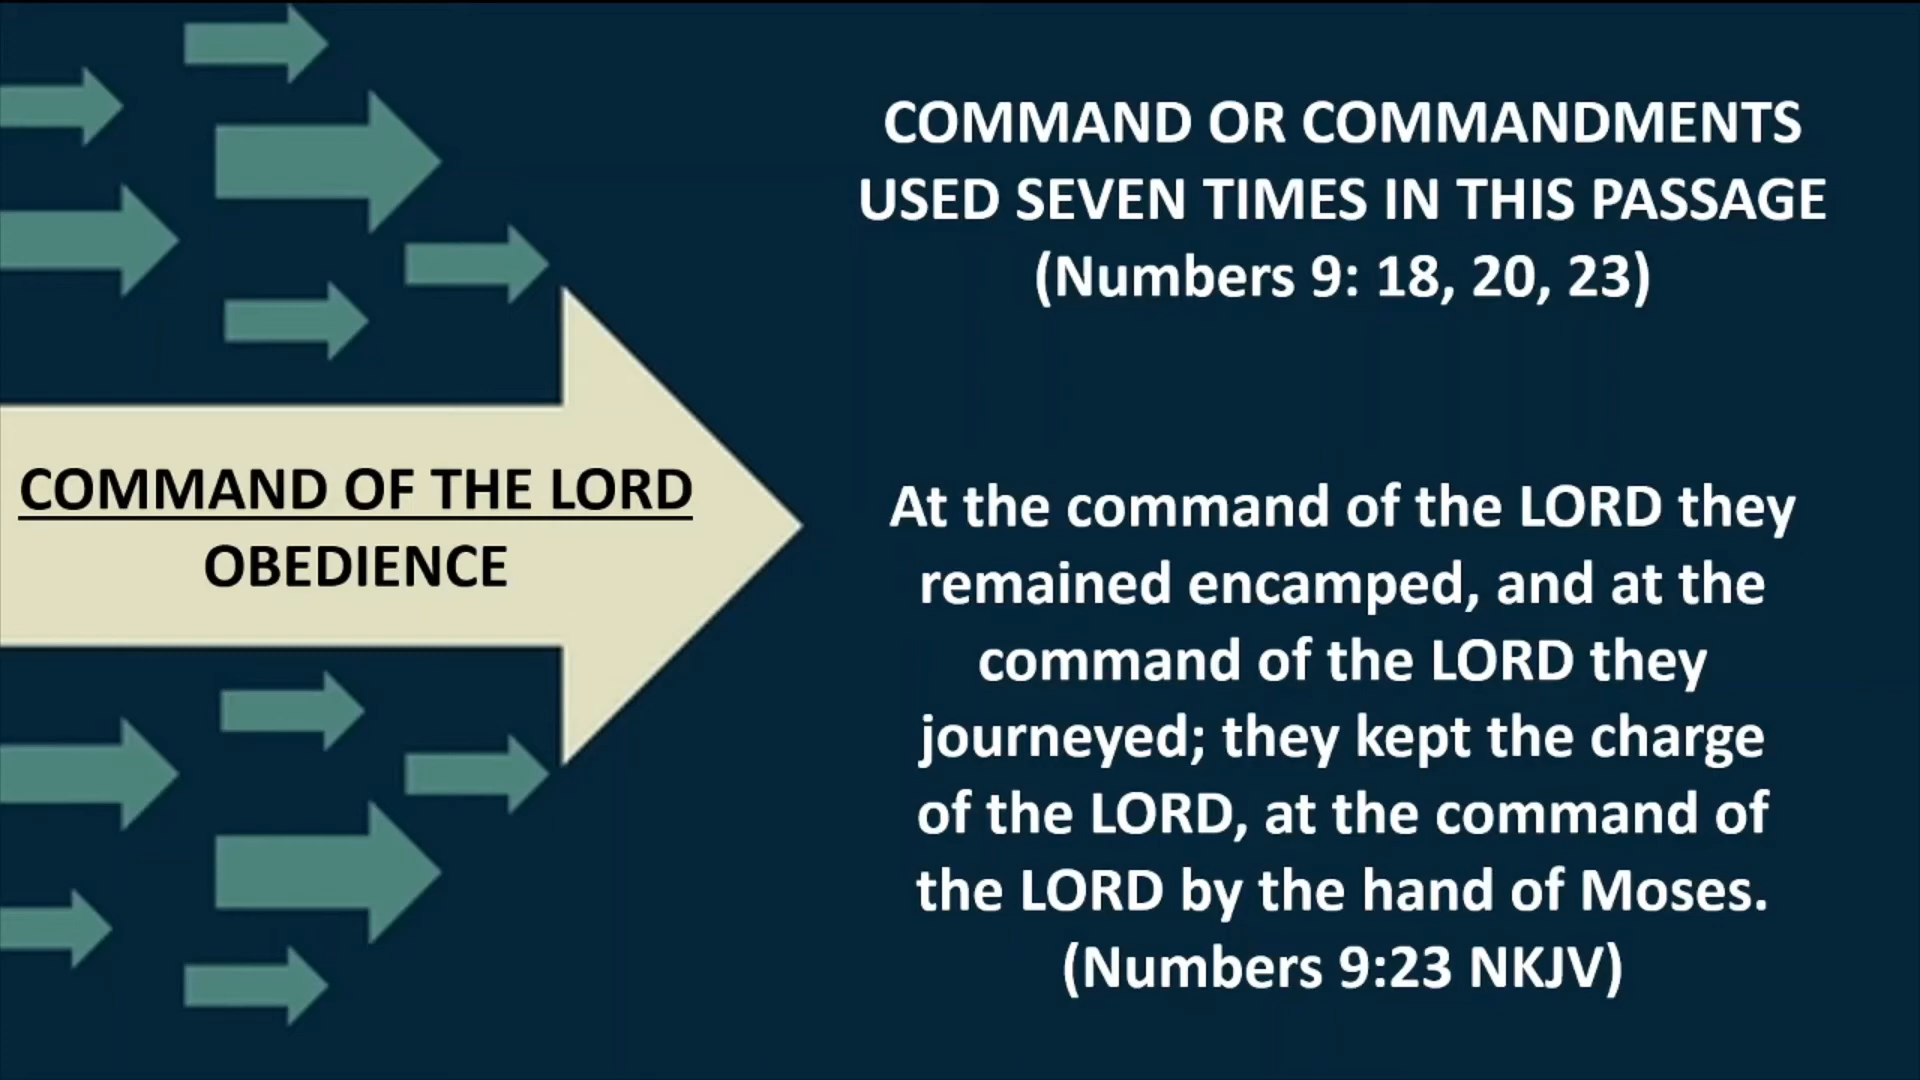 COMMAND OF THE LORD
OBEDIENCE
COMMAND OR COMMANDMENTS
USED SEVEN TIMES IN THIS PASSAGE
(Numbers 9: 18, 20, 23)
At the command of the LORD they
remained encamped, and at the
command of the LORD they
journeyed; they kept the charge
of the LORD, at the command of
the LORD by the hand of Moses.
(Numbers 9:23 NKJV)